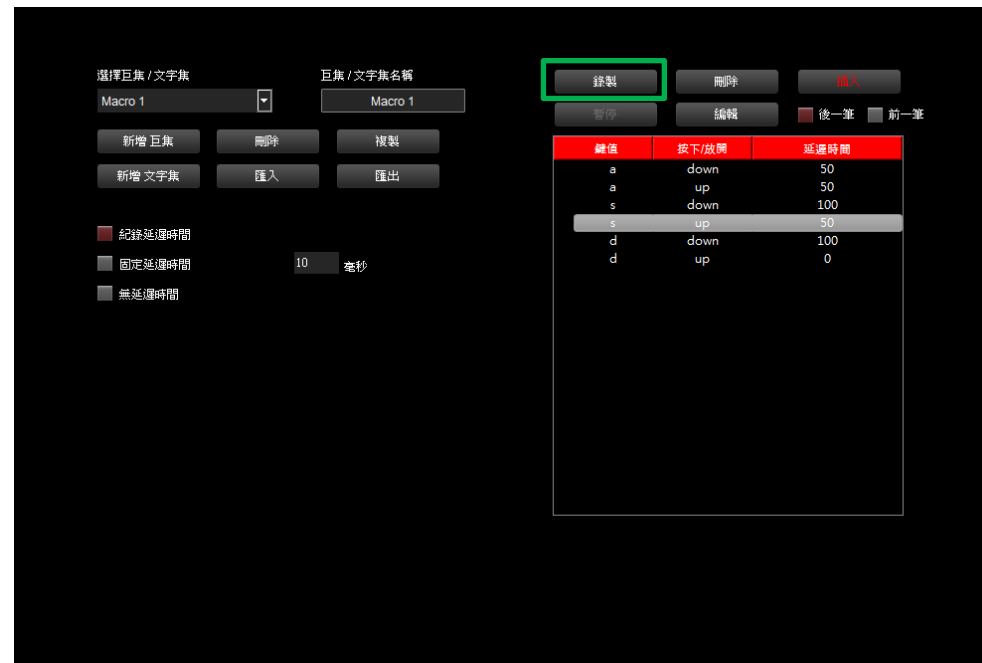 選擇巨集 / 文字集
巨集 / 文字集名稱
Macro 1
Macro 1
新增 巨集
刪除
複製
新增 文字集
匯入
匯出
紀錄延遲時間
固定延遲時間
10
毫秒
無延遲時間
錄製
刪除
插入
暫停
編輯
後一筆
前一筆
鍵值 按下/放開 延遲時間
a down 50
a up 50
s down 100
s up 50
d down 100
d up 0